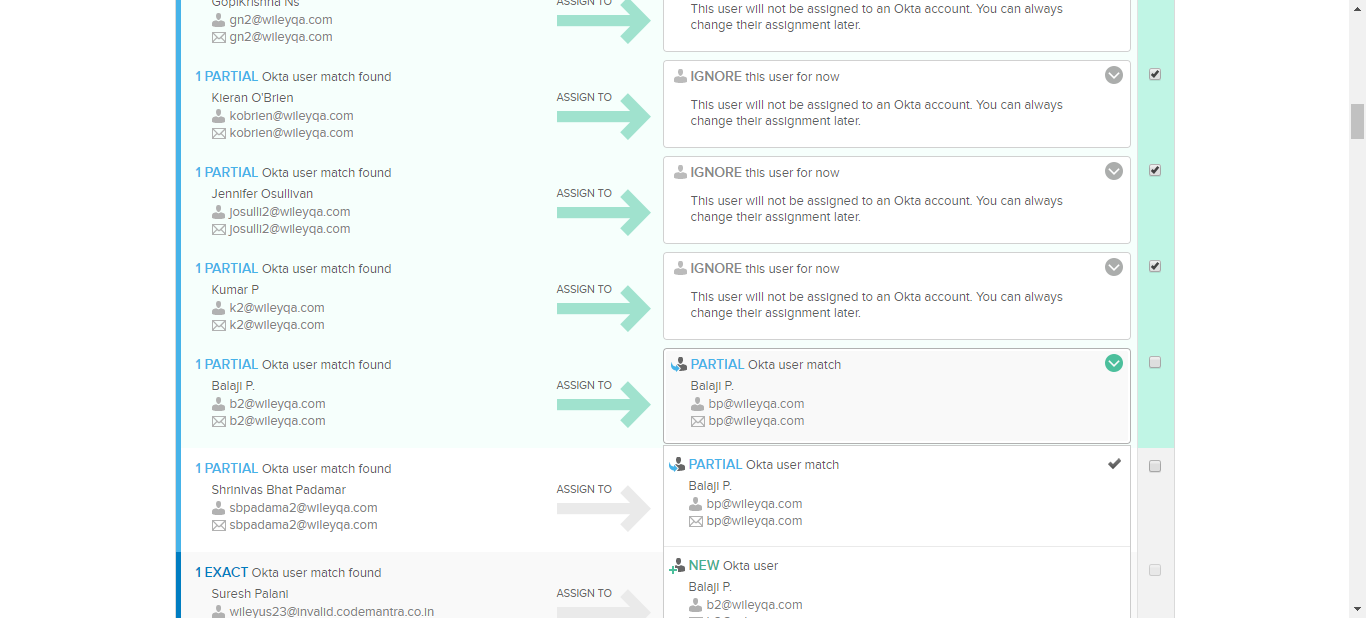 GopiKrishna Ns
gn2@wileyqa.com
gn2@wileyqa.com
ASSIGN TO
This user will not be assigned to an Okta account. You can always
change their assignment later.
1 PARTIAL Okta user match found
Kieran O'Brien
kobrien@wileyqa.com
kobrien@wileyqa.com
ASSIGN TO
IGNORE this user for now
This user will not be assigned to an Okta account. You can always
change their assignment later.
1 PARTIAL Okta user match found
Jennifer Osullivan
josulli2@wileyqa.com
josulli2@wileyqa.com
ASSIGN TO
IGNORE this user for now
This user will not be assigned to an Okta account. You can always
change their assignment later.
1 PARTIAL Okta user match found
Kumar P
k2@wileyqa.com
k2@wileyqa.com
ASSIGN TO
IGNORE this user for now
This user will not be assigned to an Okta account. You can always
change their assignment later.
1 PARTIAL Okta user match found
Balaji P.
b2@wileyqa.com
b2@wileyqa.com
ASSIGN TO
PARTIAL Okta user match
Balaji P.
bp@wileyqa.com
bp@wileyqa.com
1 PARTIAL Okta user match found
Shrinivas Bhat Padamar
sbpadama2@wileyqa.com
sbpadama2@wileyqa.com
ASSIGN TO
PARTIAL Okta user match
Balaji P.
bp@wileyqa.com
bp@wileyqa.com
1 EXACT Okta user match found
Suresh Palani
wileyus23@invalid.codemantra.co.in
ASSIGN TO
NEW Okta user
Balaji P.
b2@wileyqa.com